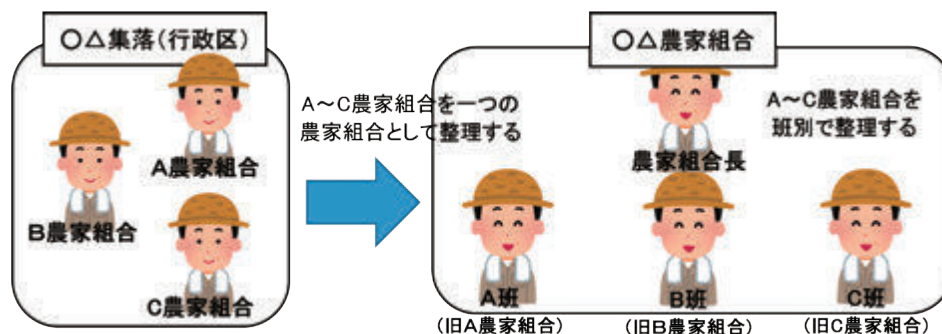 ○△集落(行政区)
A農家組合
B農家組合
C農家組合
A～C農家組合を一つの
農家組合として整理する
○△農家組合
農家組合長
A～C農家組合を
班別で整理する
A班
(旧A農家組合)
B班
(旧B農家組合)
C班
(旧C農家組合)